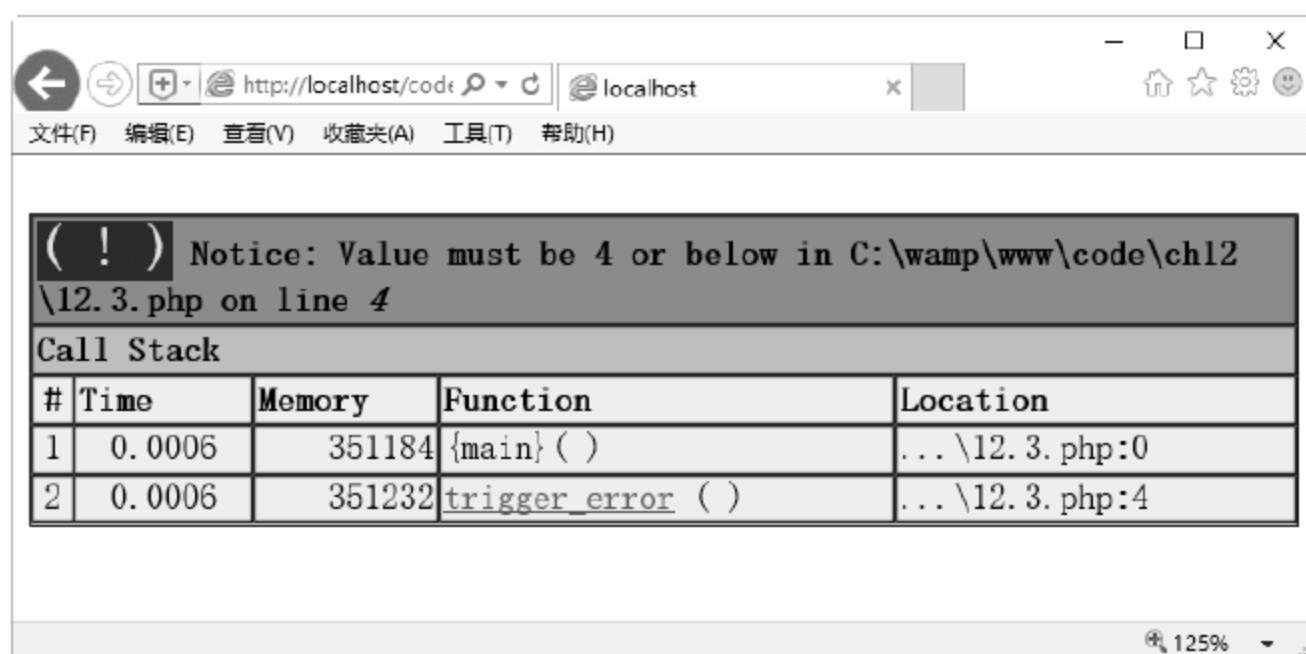 http://localhost/code
localhost
文件(F) 编辑(E) 查看(V) 收藏夹(A) 工具(T) 帮助(H)
( ! ) Notice: Value must be 4 or below in C:\wamp\www\code\ch12
\12.3.php on line 4
Call Stack
# Time Memory Function Location
1 0.0006 351184 {main}( ) ...\12.3.php:0
2 0.0006 351232 trigger_error ( ) ...\12.3.php:4
125%